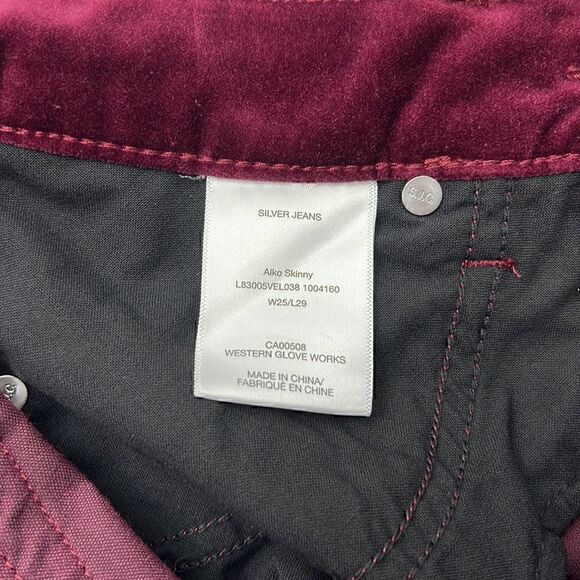 SILVER JEANS
S.J.C.
Aiko Skinny
L83005VEL038 1004160
W25/L29
CA00508
WESTERN GLOVE WORKS
MADE IN CHINA/
FABRIQUÉ EN CHINE